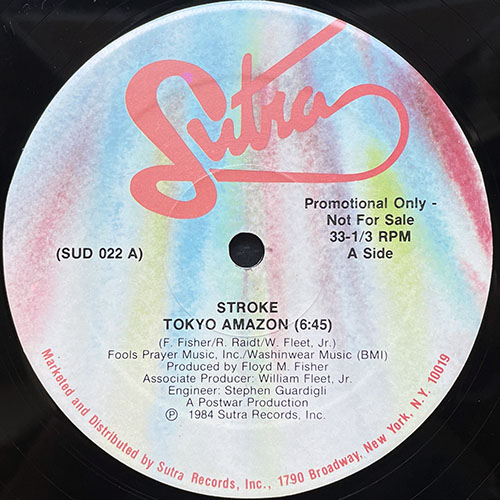 Sutra
Promotional Only -
Not For Sale
33-1/3 RPM
A Side
(SUD 022 A)
STROKE
TOKYO AMAZON (6:45)
(F. Fisher/R. Raidt/W. Fleet, Jr.)
Fools Prayer Music, Inc./Washinwear Music (BMI)
Produced by Floyd M. Fisher
Associate Producer: William Fleet, Jr.
Engineer: Stephen Guardigli
A Postwar Production
Ⓟ 1984 Sutra Records, Inc.
Marketed and Distributed by Sutra Records, Inc., 1790 Broadway, New York, N.Y. 10019